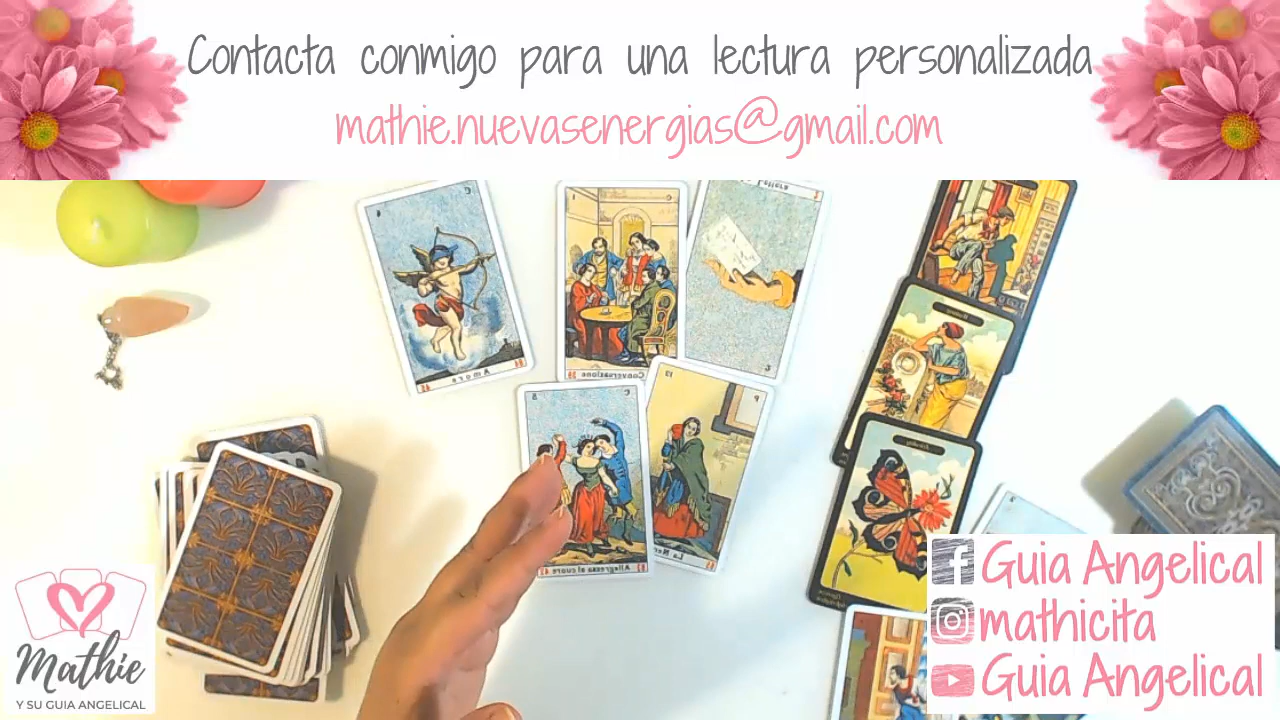 Contacta conmigo para una lectura personalizada
mathie.nuevasenergias@gmail.com
Lettera
Amore
Conversazione
Allegrezza al cuore
Guia Angelical
mathicita
Guia Angelical
Mathie
Y SU GUIA ANGELICAL